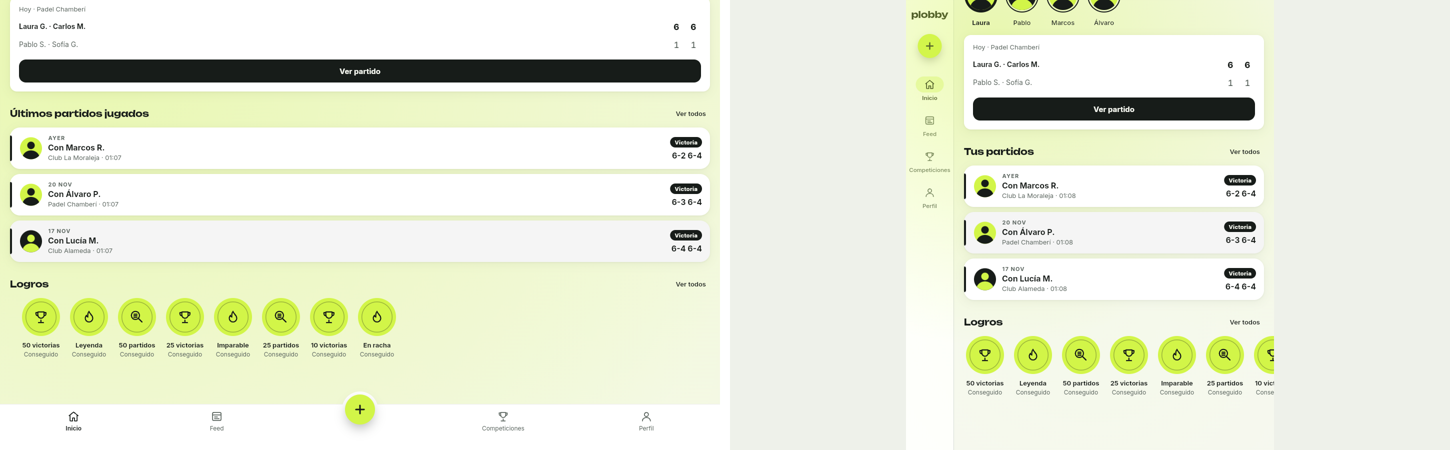 Hoy · Padel Chamberí
Laura G. · Carlos M. 6 6
Pablo S. · Sofía G. 1 1
Ver partido
Últimos partidos jugados Ver todos
AYER
Con Marcos R.
Club La Moraleja · 01:07
Victoria
6-2 6-4
20 NOV
Con Álvaro P.
Padel Chamberí · 01:07
Victoria
6-3 6-4
17 NOV
Con Lucía M.
Club Alameda · 01:07
Victoria
6-4 6-4
Logros Ver todos
50 victorias Leyenda 50 partidos 25 victorias Imparable 25 partidos 10 victorias En racha
Conseguido Conseguido Conseguido Conseguido Conseguido Conseguido Conseguido Conseguido
Inicio Feed Competiciones Perfil
plobby
Inicio
Feed
Competiciones
Perfil
Laura Pablo Marcos Álvaro
Hoy · Padel Chamberí
Laura G. · Carlos M. 6 6
Pablo S. · Sofía G. 1 1
Ver partido
Tus partidos Ver todos
AYER
Con Marcos R.
Club La Moraleja · 01:08
Victoria
6-2 6-4
20 NOV
Con Álvaro P.
Padel Chamberí · 01:08
Victoria
6-3 6-4
17 NOV
Con Lucía M.
Club Alameda · 01:08
Victoria
6-4 6-4
Logros Ver todos
50 victorias Leyenda 50 partidos 25 victorias Imparable 25 partidos 10 vict
Conseguido Conseguido Conseguido Conseguido Conseguido Conseguido Conse